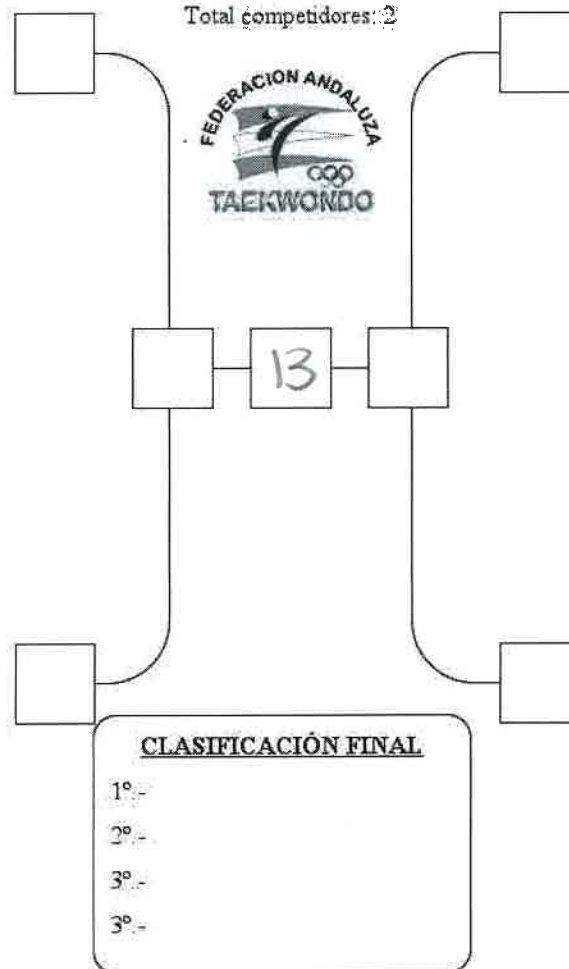 Total competidores: 2
FEDERACION ANDALUZA
TAEKWONDO
13
CLASIFICACIÓN FINAL
1º.-
2º.-
3º.-
3º.-